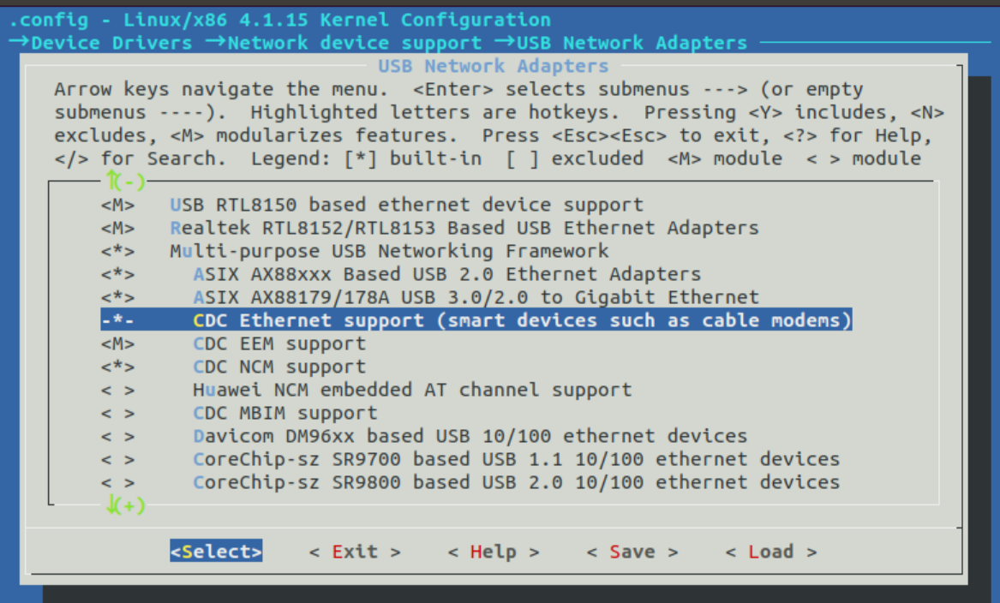 .config - Linux/x86 4.1.15 Kernel Configuration
→Device Drivers →Network device support →USB Network Adapters
USB Network Adapters
Arrow keys navigate the menu.  <Enter> selects submenus ---> (or empty
submenus ----).  Highlighted letters are hotkeys.  Pressing <Y> includes, <N>
excludes, <M> modularizes features.  Press <Esc><Esc> to exit, <?> for Help,
</> for Search.  Legend: [*] built-in  [ ] excluded  <M> module  < > module
↑(-)
<M>   USB RTL8150 based ethernet device support
<M>   Realtek RTL8152/RTL8153 Based USB Ethernet Adapters
<*>   Multi-purpose USB Networking Framework
<*>     ASIX AX88xxx Based USB 2.0 Ethernet Adapters
<*>     ASIX AX88179/178A USB 3.0/2.0 to Gigabit Ethernet
-*-     CDC Ethernet support (smart devices such as cable modems)
<M>     CDC EEM support
<*>     CDC NCM support
< >     Huawei NCM embedded AT channel support
< >     CDC MBIM support
< >     Davicom DM96xx based USB 10/100 ethernet devices
< >     CoreChip-sz SR9700 based USB 1.1 10/100 ethernet devices
< >     CoreChip-sz SR9800 based USB 2.0 10/100 ethernet devices
↓(+)
<Select>    < Exit >    < Help >    < Save >    < Load >